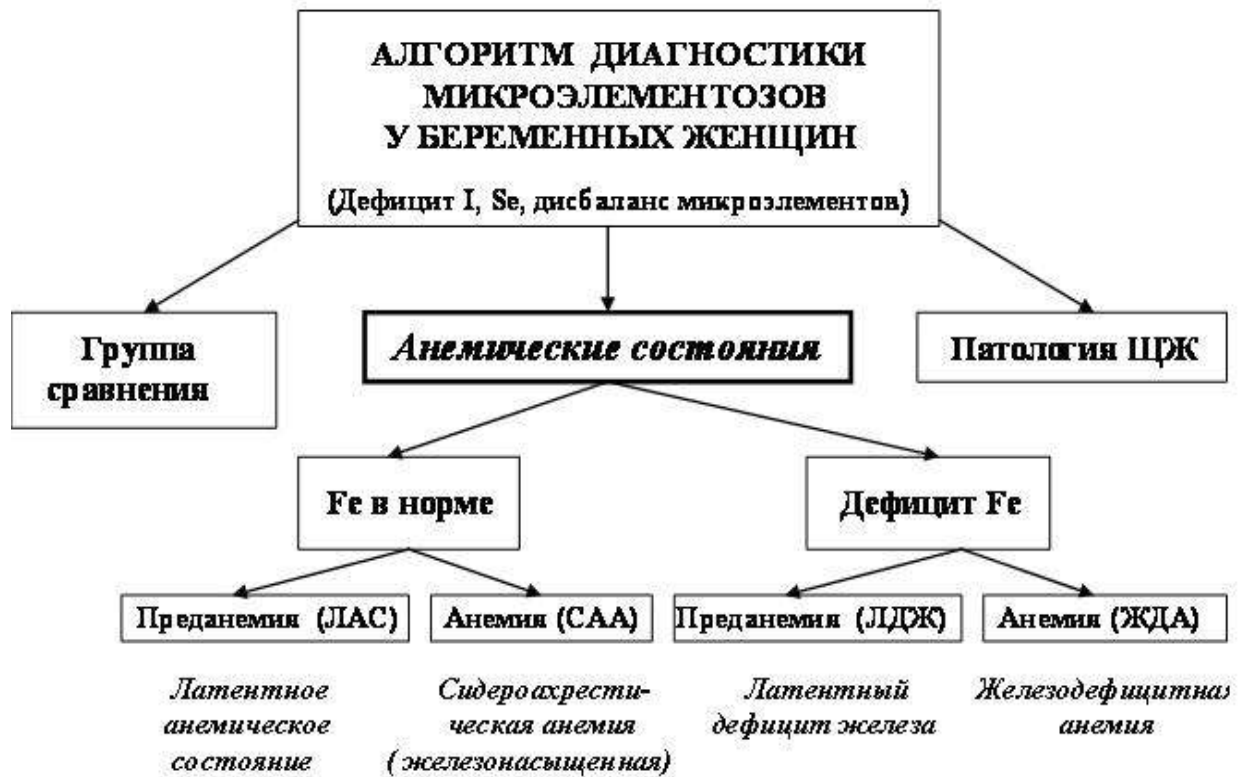 АЛГОРИТМ ДИАГНОСТИКИ
МИКРОЭЛЕМЕНТОЗОВ
У БЕРЕМЕННЫХ ЖЕНЩИН
(Дефицит I, Se, дисбаланс микроэлементов)
Группа
сравнения
Анемические состояния
Патология ЩЖ
Fe в норме
Дефицит Fe
Преданемия (ЛАС)
Анемия (САА)
Преданемия (ЛДЖ)
Анемия (ЖДА)
Латентное
анемическое
состояние
Сидероахрести-
ческая анемия
(железонасыщенная)
Латентный
дефицит железа
Железодефицитная
анемия